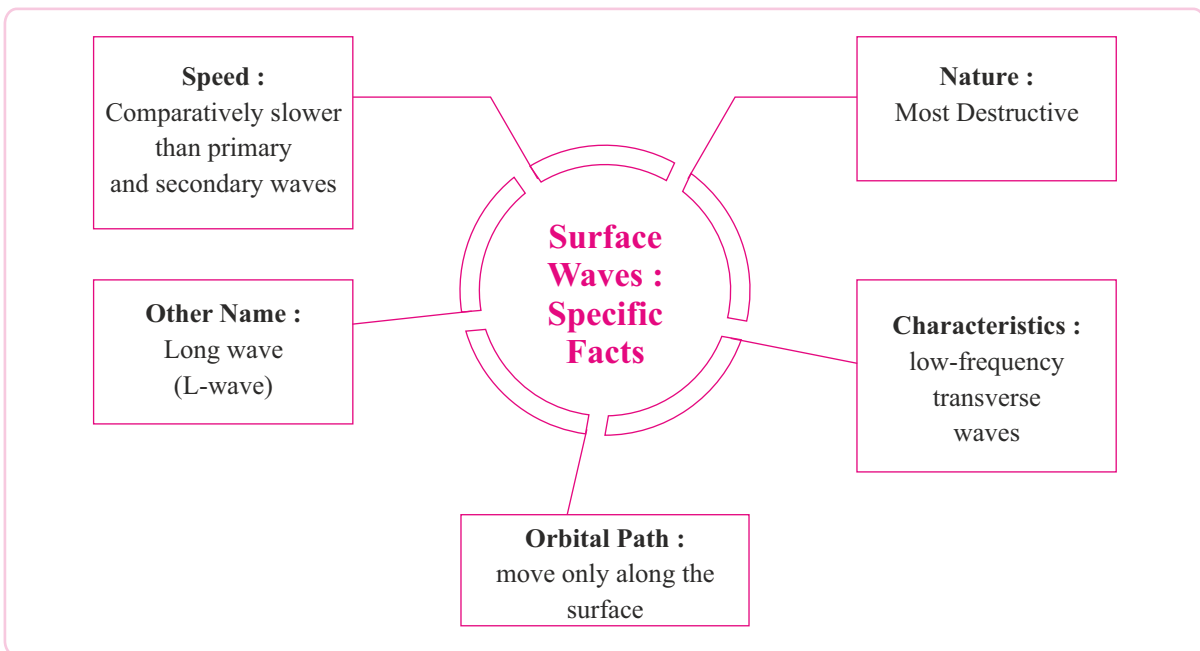 Speed :
Comparatively slower
than primary
and secondary waves
Nature :
Most Destructive
Surface
Waves :
Specific
Facts
Other Name :
Long wave
(L-wave)
Characteristics :
low-frequency
transverse
waves
Orbital Path :
move only along the
surface